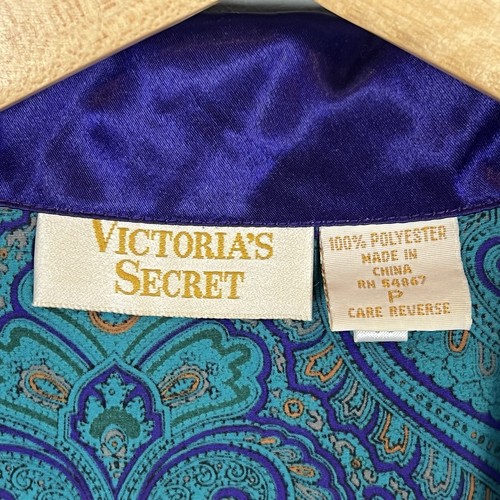 VICTORIA'S
SECRET
100% POLYESTER
MADE IN
CHINA
RN 54867
P
CARE REVERSE